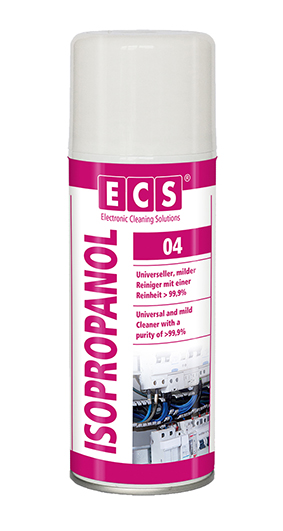 ECS®
Electronic Cleaning Solutions
ISOPROPANOL
04
Universeller, milder
Reiniger mit einer
Reinheit > 99,9%
Universal and mild
Cleaner with a
purity of >99,9%